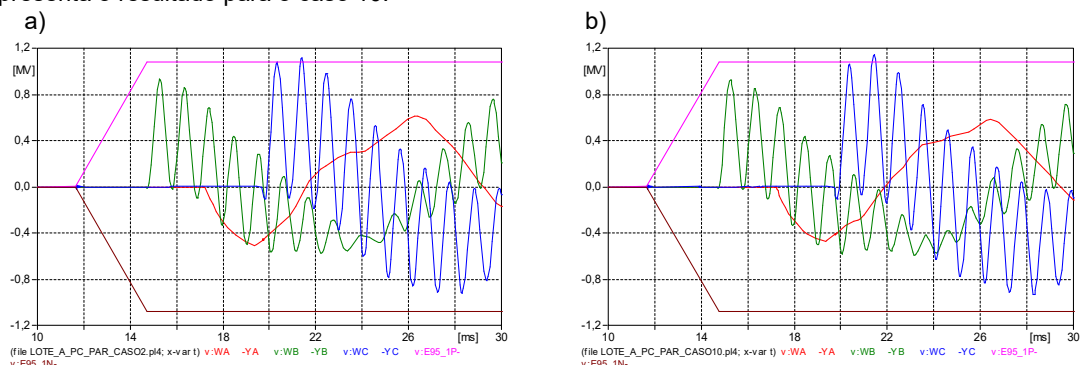 presenta o resultado para o caso 10.
a)
b)
1,2
[MV]
0,8
0,4
0,0
-0,4
-0,8
-1,2
10
14
18
22
26
[ms]
30
(file LOTE_A_PC_PAR_CASO2.pl4; x-var t) v:WA -YA v:WB -YB v:WC -YC v:E95_1P-
v:E95_1N-
1,2
[MV]
0,8
0,4
0,0
-0,4
-0,8
-1,2
10
14
18
22
26
[ms]
30
(file LOTE_A_PC_PAR_CASO10.pl4; x-var t) v:WA -YA v:WB -YB v:WC -YC v:E95_1P-
v:E95_1N-